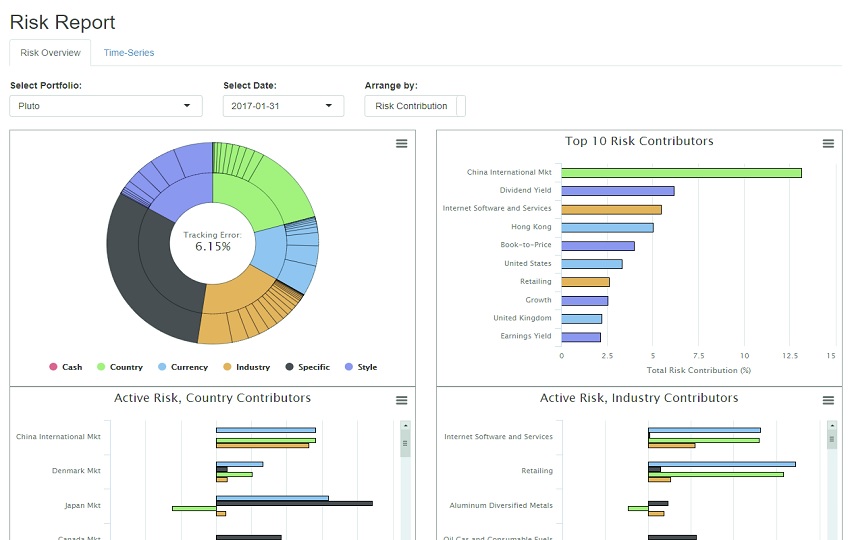 Risk Report
Risk Overview Time-Series
Select Portfolio: Select Date: Arrange by:
Pluto 2017-01-31 Risk Contribution
Tracking Error:
6.15%
Cash Country Currency Industry Specific Style
Top 10 Risk Contributors
China International Mkt
Dividend Yield
Internet Software and Services
Hong Kong
Book-to-Price
United States
Retailing
Growth
United Kingdom
Earnings Yield
0 2.5 5 7.5 10 12.5 15
Total Risk Contribution (%)
Active Risk, Country Contributors
China International Mkt
Denmark Mkt
Japan Mkt
Canada Mkt
Active Risk, Industry Contributors
Internet Software and Services
Retailing
Aluminum Diversified Metals
Oil Gas and Consumable Fuels